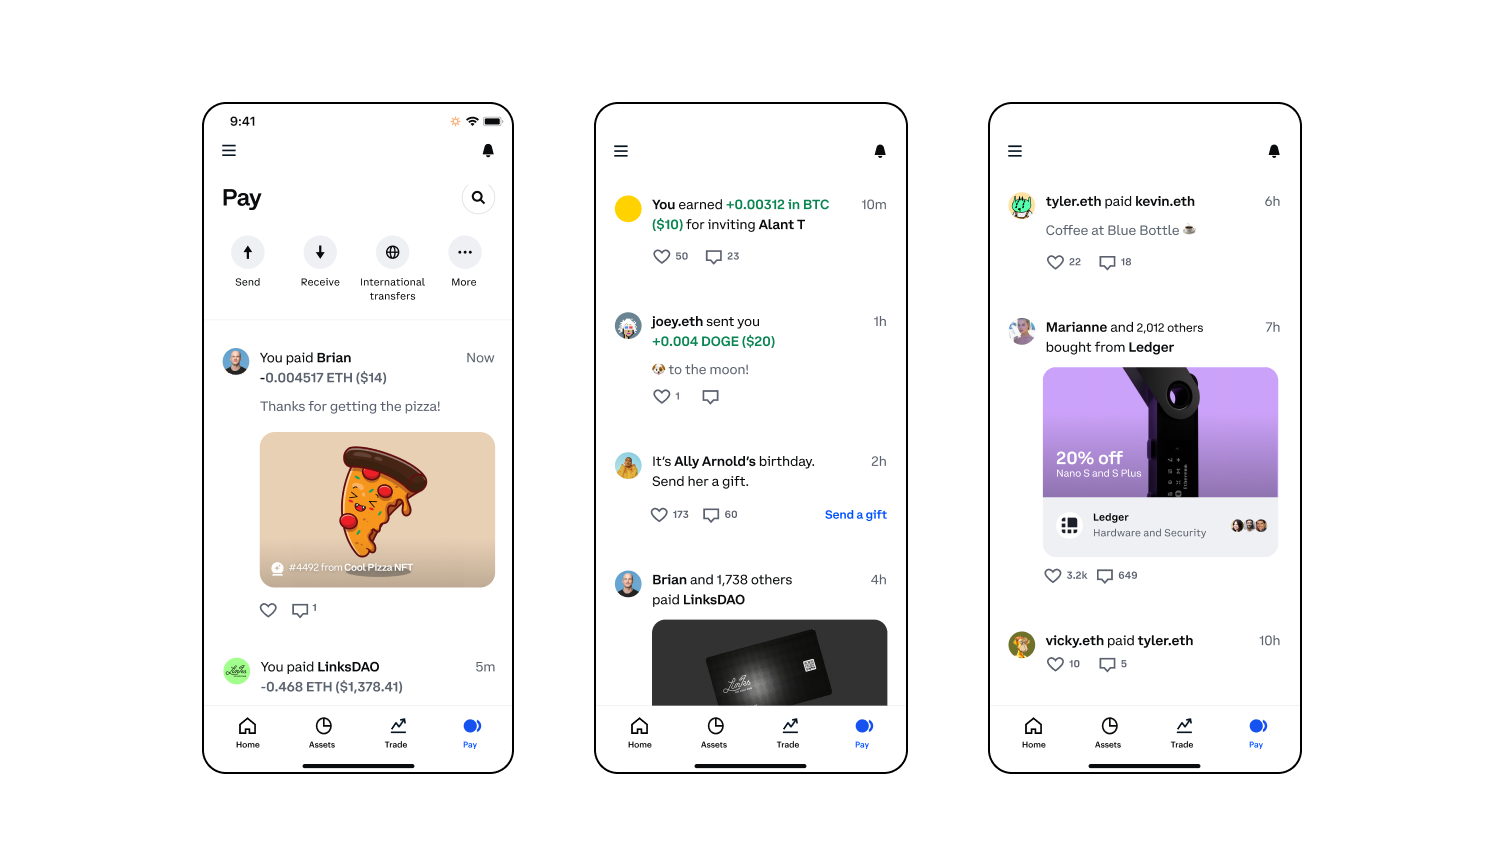 9:41
Pay
Send
Receive
International
transfers
More
You paid Brian
Now
-0.004517 ETH ($14)
Thanks for getting the pizza!
#4492 from Cool PIzza NFT
1
Links
You paid LinksDAO
5m
-0.468 ETH ($1,378.41)
Home
Assets
Trade
Pay
You earned +0.00312 in BTC
10m
($10) for inviting Alant T
50
23
joey.eth sent you
1h
+0.004 DOGE ($20)
to the moon!
1
It's Ally Arnold's birthday.
2h
Send her a gift.
173
60
Send a gift
Brian and 1,738 others
4h
paid LinksDAO
Links
Home
Assets
Trade
Pay
tyler.eth paid kevin.eth
6h
Coffee at Blue Bottle
22
18
Marianne and 2,012 others
7h
bought from Ledger
20% off
Nano S and S Plus
Ethereum
Ledger
Hardware and Security
3.2k
649
vicky.eth paid tyler.eth
10h
10
5
Home
Assets
Trade
Pay